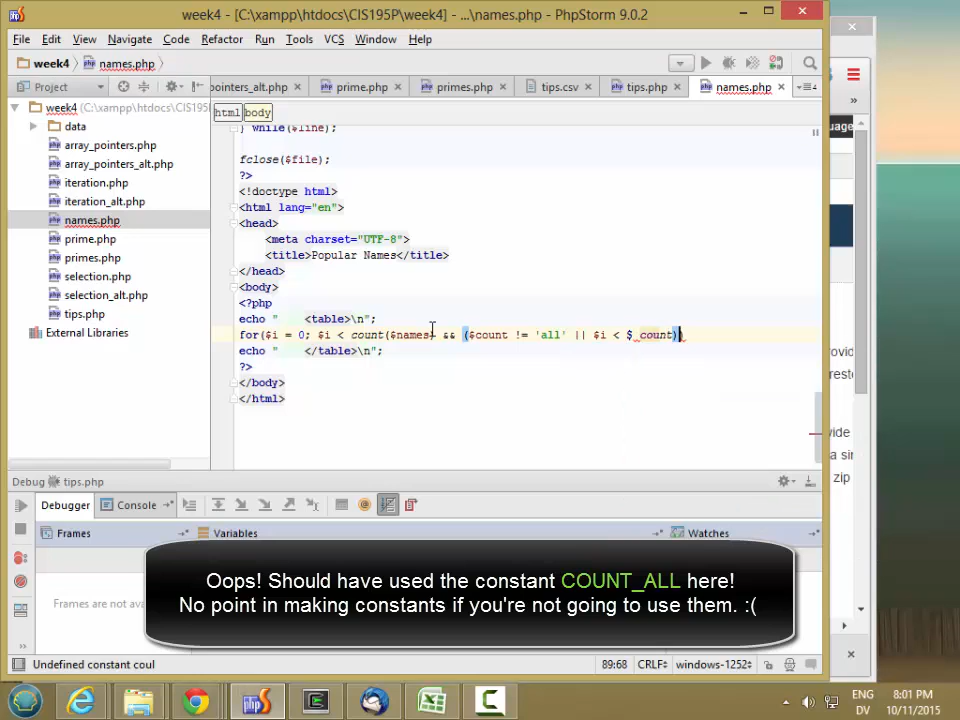 week4 - [C:\xampp\htdocs\CIS195P\week4] - ...\names.php - PhpStorm 9.0.2
File Edit View Navigate Code Refactor Run Tools VCS Window Help
week4 names.php
Project pointers_alt.php prime.php primes.php tips.csv tips.php names.php
html body
week4 (C:\xampp\htdocs\CIS195P
data
array_pointers.php
array_pointers_alt.php
iteration.php
iteration_alt.php
names.php
prime.php
primes.php
selection.php
selection_alt.php
tips.php
External Libraries
} while($line);
fclose($file);
?>
<!doctype html>
<html lang="en">
<head>
<meta charset="UTF-8">
<title>Popular Names</title>
</head>
<body>
<?php
echo "    <table>\n";
for($i = 0; $i < count($names) && ($count != 'all' || $i < $ count))
echo "    </table>\n";
?>
</body>
</html>
Debug tips.php
Debugger Console
Frames Variables Watches
Oops! Should have used the constant COUNT_ALL here!
No point in making constants if you're not going to use them. :(
Undefined constant coul 89:68 CRLF windows-1252
ENG 8:01 PM
DV 10/11/2015